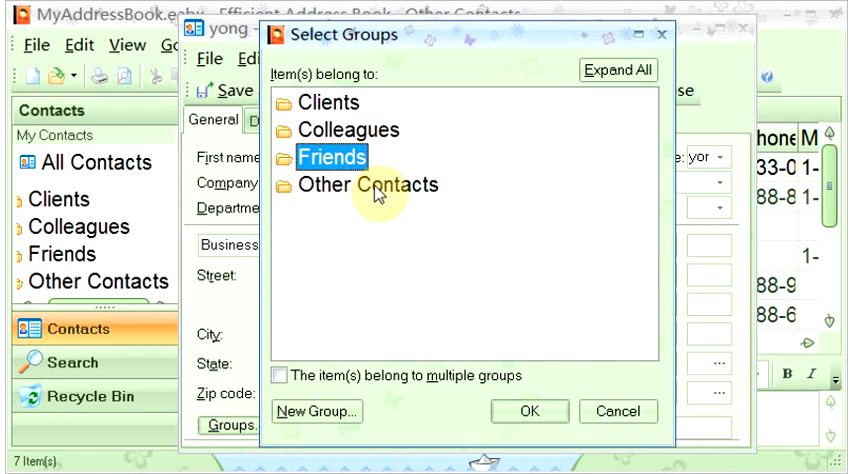 MyAddressBook.eabx - Efficient Address Book - Other Contacts
File Edit View
Contacts
My Contacts
All Contacts
Clients
Colleagues
Friends
Other Contacts
Contacts
Search
Recycle Bin
7 Item(s)
yong -
File
Save
General
First name
Company
Business
Street:
City:
State:
Zip code:
Groups.
yor
33-0 1-
88-8 1-
1-
88-9
88-6
B I
Select Groups
Item(s) belong to:
Expand All
Clients
Colleagues
Friends
Other Contacts
The item(s) belong to multiple groups
New Group...
OK
Cancel